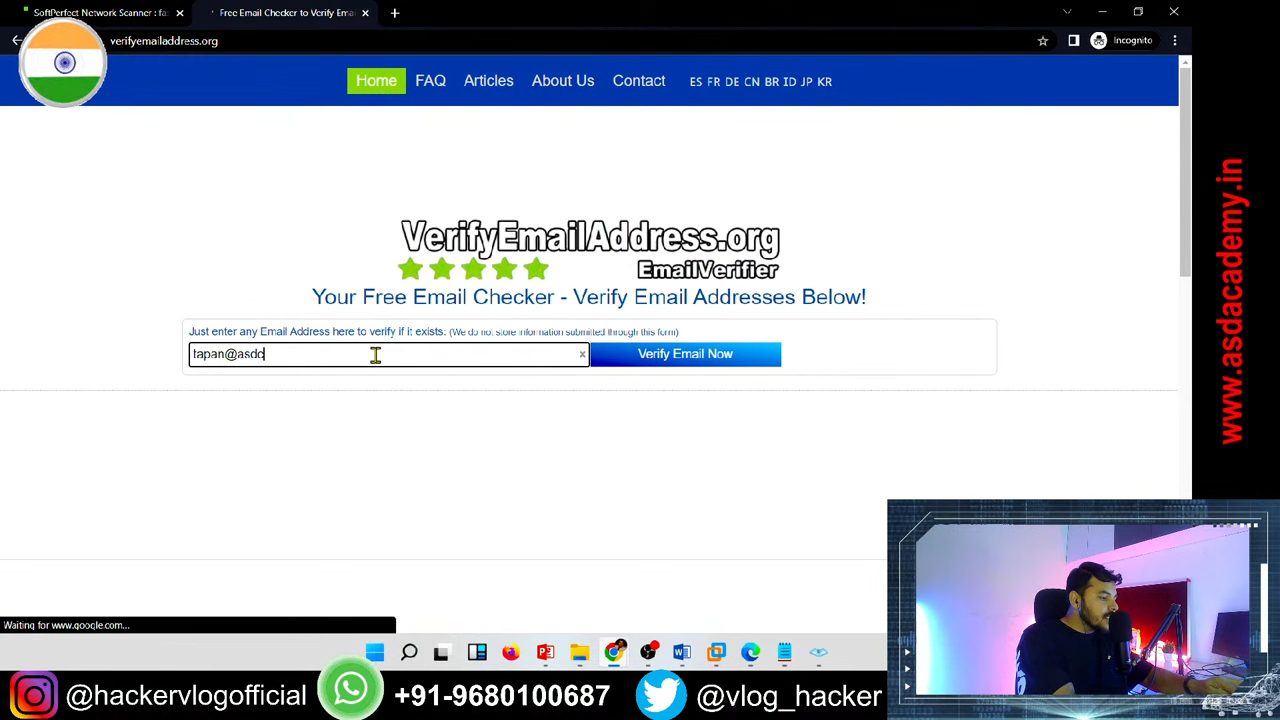 SoftPerfect Network Scanner : fa
Free Email Checker to Verify Ema
verifyemailaddress.org
Incognito
Home FAQ Articles About Us Contact ES FR DE CN BR ID JP KR
VerifyEmailAddress.org
EmailVerifier
Your Free Email Checker - Verify Email Addresses Below!
Just enter any Email Address here to verify if it exists: (We do not store information submitted through this form)
tapan@asdc
Verify Email Now
www.asdacademy.in
Waiting for www.google.com...
@hackervlogofficial +91-9680100687 @vlog_hacker